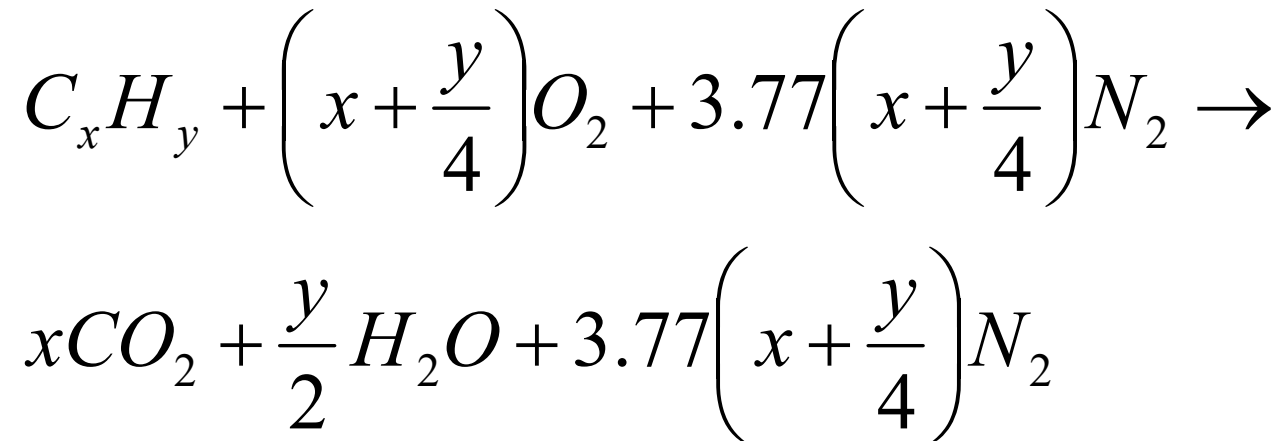 C_xH_y + (x + y/4)O_2 + 3.77(x + y/4)N_2 →
xCO_2 + y/2 H_2O + 3.77(x + y/4)N_2